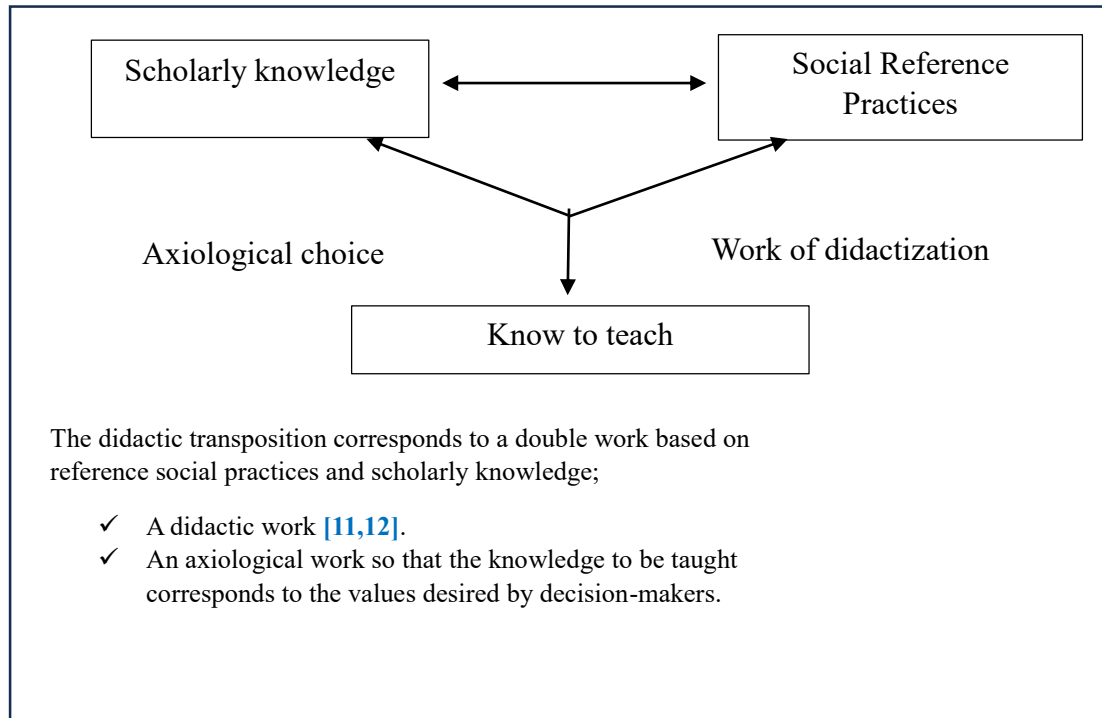 Scholarly knowledge
Social Reference
Practices
Axiological choice
Work of didactization
Know to teach
The didactic transposition corresponds to a double work based on
reference social practices and scholarly knowledge;
✓ A didactic work [11,12].
✓ An axiological work so that the knowledge to be taught
corresponds to the values desired by decision-makers.